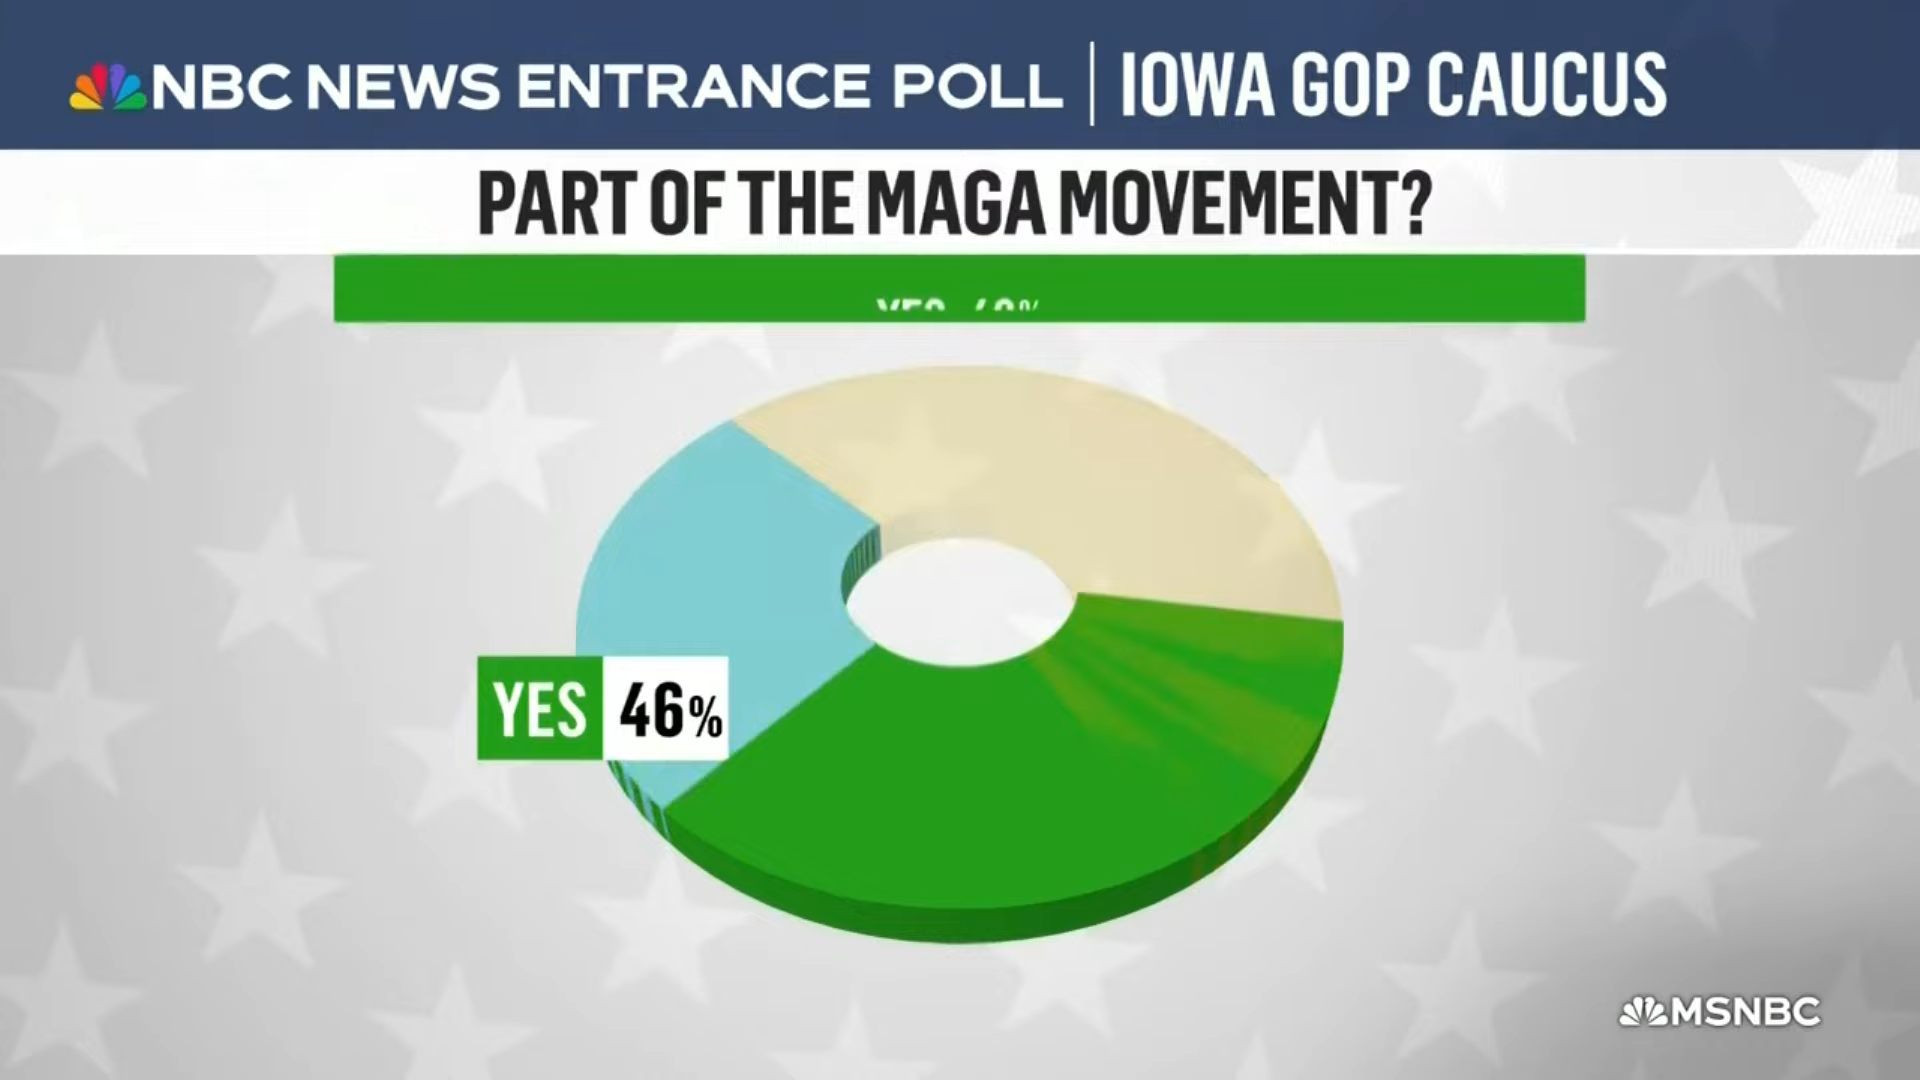 NBC NEWS ENTRANCE POLL | IOWA GOP CAUCUS
PART OF THE MAGA MOVEMENT?
YES 46%
MSNBC